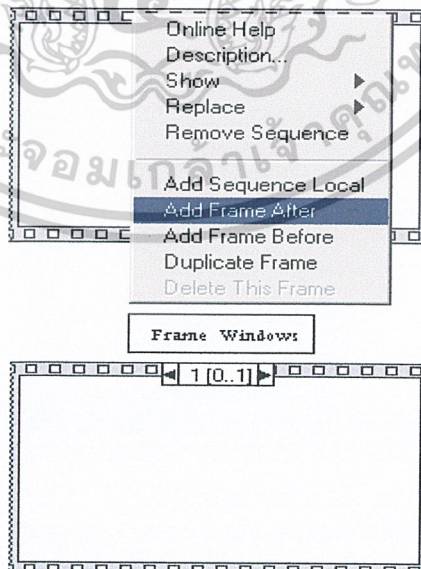 Online Help
Description...
Show
Replace
Remove Sequence
Add Sequence Local
Add Frame After
Add Frame Before
Duplicate Frame
Delete This Frame
Frame Windows
1 [0..1]